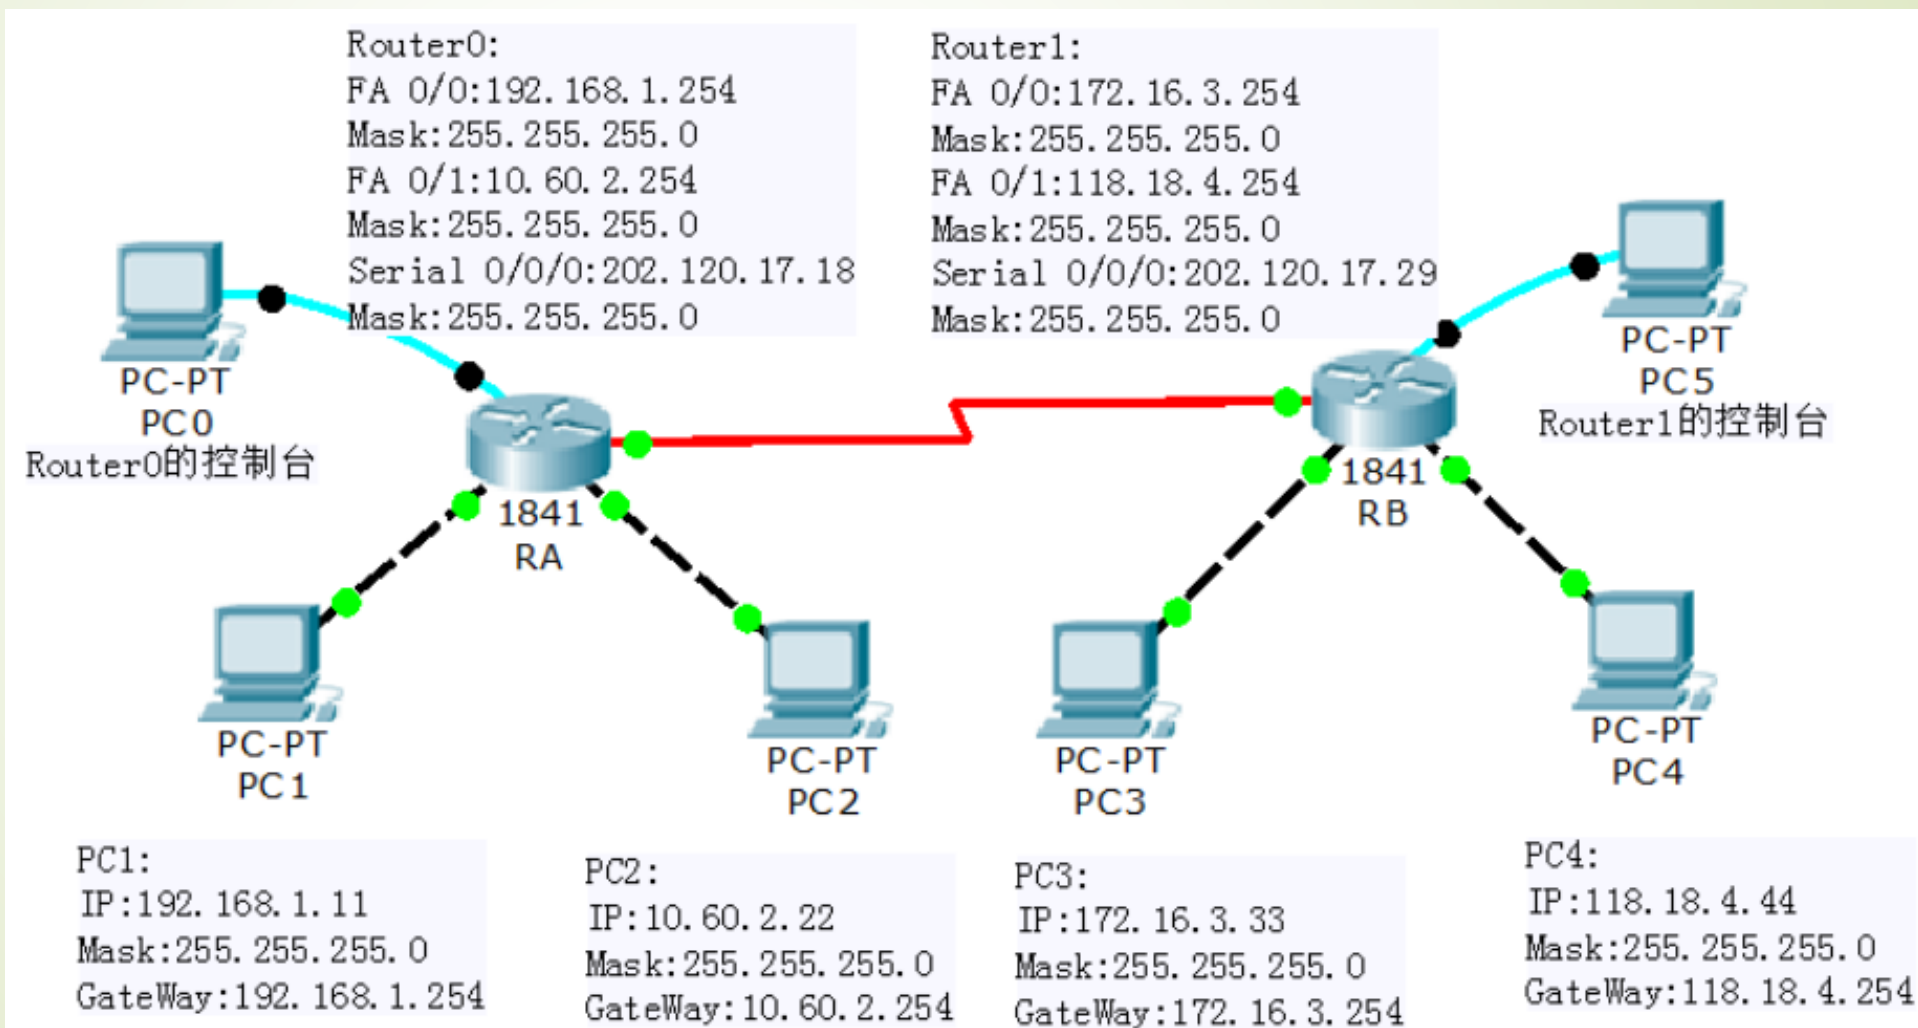 Router0:
FA 0/0:192.168.1.254
Mask:255.255.255.0
FA 0/1:10.60.2.254
Mask:255.255.255.0
Serial 0/0/0:202.120.17.18
Mask:255.255.255.0
Router1:
FA 0/0:172.16.3.254
Mask:255.255.255.0
FA 0/1:118.18.4.254
Mask:255.255.255.0
Serial 0/0/0:202.120.17.29
Mask:255.255.255.0
PC-PT
PC0
Router0的控制台
PC-PT
PC5
Router1的控制台
1841
RA
1841
RB
PC-PT
PC1
PC-PT
PC2
PC-PT
PC3
PC-PT
PC4
PC1:
IP:192.168.1.11
Mask:255.255.255.0
GateWay:192.168.1.254
PC2:
IP:10.60.2.22
Mask:255.255.255.0
GateWay:10.60.2.254
PC3:
IP:172.16.3.33
Mask:255.255.255.0
GateWay:172.16.3.254
PC4:
IP:118.18.4.44
Mask:255.255.255.0
GateWay:118.18.4.254